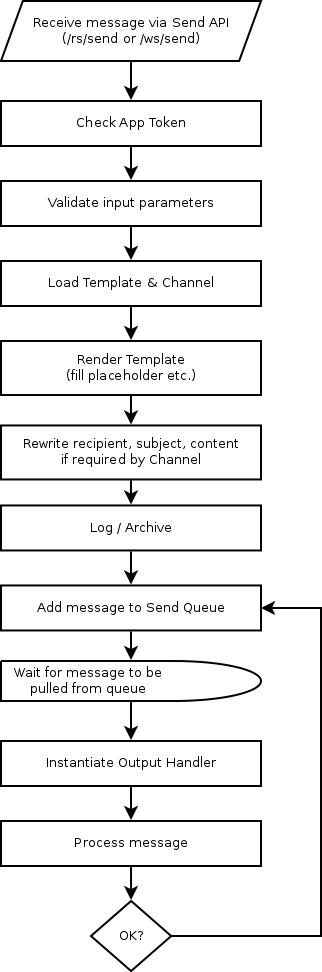 Receive message via Send API
(/rs/send or /ws/send)
Check App Token
Validate input parameters
Load Template & Channel
Render Template
(fill placeholder etc.)
Rewrite recipient, subject, content
if required by Channel
Log / Archive
Add message to Send Queue
Wait for message to be
pulled from queue
Instantiate Output Handler
Process message
OK?